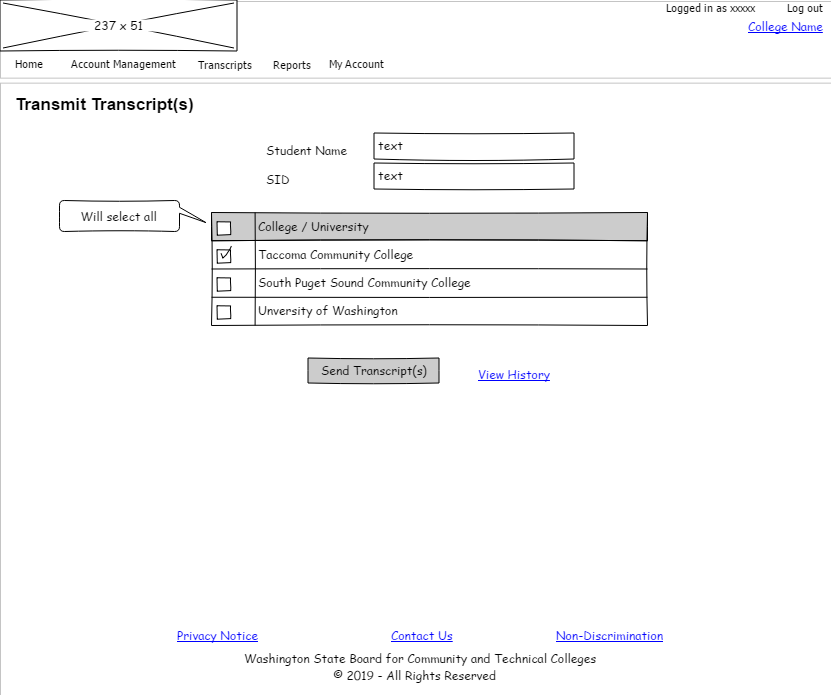 Logged in as xxxxx Log out
237 x 51
College Name
Home Account Management Transcripts Reports My Account
Transmit Transcript(s)
Student Name text
SID text
Will select all
College / University
Taccoma Community College
South Puget Sound Community College
Unversity of Washington
Send Transcript(s) View History
Privacy Notice Contact Us Non-Discrimination
Washington State Board for Community and Technical Colleges
© 2019 - All Rights Reserved